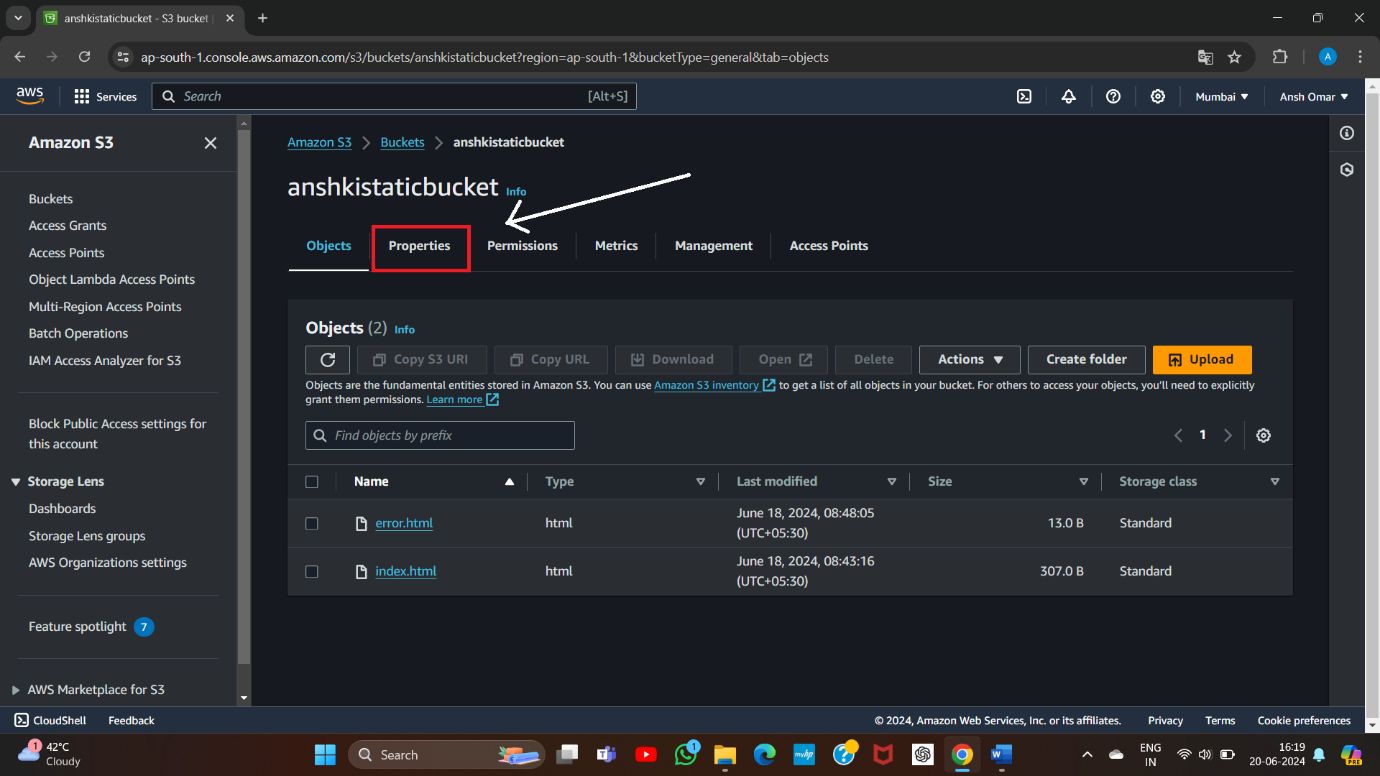 anshkistaticbucket - S3 bucket |
ap-south-1.console.aws.amazon.com/s3/buckets/anshkistaticbucket?region=ap-south-1&bucketType=general&tab=objects
A
aws
Services
Search
[Alt+S]
Mumbai
Ansh Omar
Amazon S3
Buckets
Access Grants
Access Points
Object Lambda Access Points
Multi-Region Access Points
Batch Operations
IAM Access Analyzer for S3
Block Public Access settings for
this account
Storage Lens
Dashboards
Storage Lens groups
AWS Organizations settings
Feature spotlight 7
AWS Marketplace for S3
Amazon S3 > Buckets > anshkistaticbucket
anshkistaticbucket Info
Objects Properties Permissions Metrics Management Access Points
Objects (2) Info
Copy S3 URI Copy URL Download Open Delete Actions Create folder Upload
Objects are the fundamental entities stored in Amazon S3. You can use Amazon S3 inventory to get a list of all objects in your bucket. For others to access your objects, you'll need to explicitly
grant them permissions. Learn more
Find objects by prefix
1
Name Type Last modified Size Storage class
error.html html June 18, 2024, 08:48:05 (UTC+05:30) 13.0 B Standard
index.html html June 18, 2024, 08:43:16 (UTC+05:30) 307.0 B Standard
CloudShell Feedback © 2024, Amazon Web Services, Inc. or its affiliates. Privacy Terms Cookie preferences
1
42°C
Cloudy
Search
1
mvhp
W
PRE
ENG
IN
16:19
20-06-2024